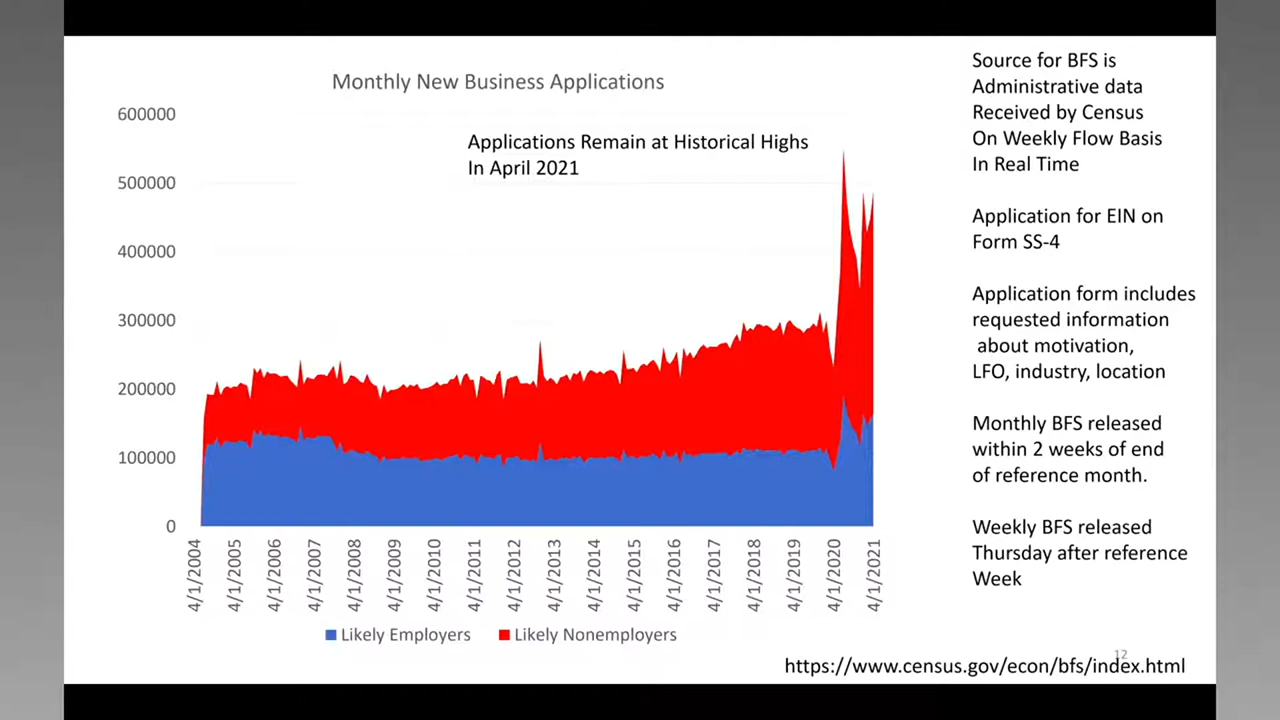 Monthly New Business Applications
Applications Remain at Historical Highs
In April 2021
600000
500000
400000
300000
200000
100000
0
4/1/2004
4/1/2005
4/1/2006
4/1/2007
4/1/2008
4/1/2009
4/1/2010
4/1/2011
4/1/2012
4/1/2013
4/1/2014
4/1/2015
4/1/2016
4/1/2017
4/1/2018
4/1/2019
4/1/2020
4/1/2021
Likely Employers
Likely Nonemployers
Source for BFS is
Administrative data
Received by Census
On Weekly Flow Basis
In Real Time
Application for EIN on
Form SS-4
Application form includes
requested information
about motivation,
LFO, industry, location
Monthly BFS released
within 2 weeks of end
of reference month.
Weekly BFS released
Thursday after reference
Week
12
https://www.census.gov/econ/bfs/index.html